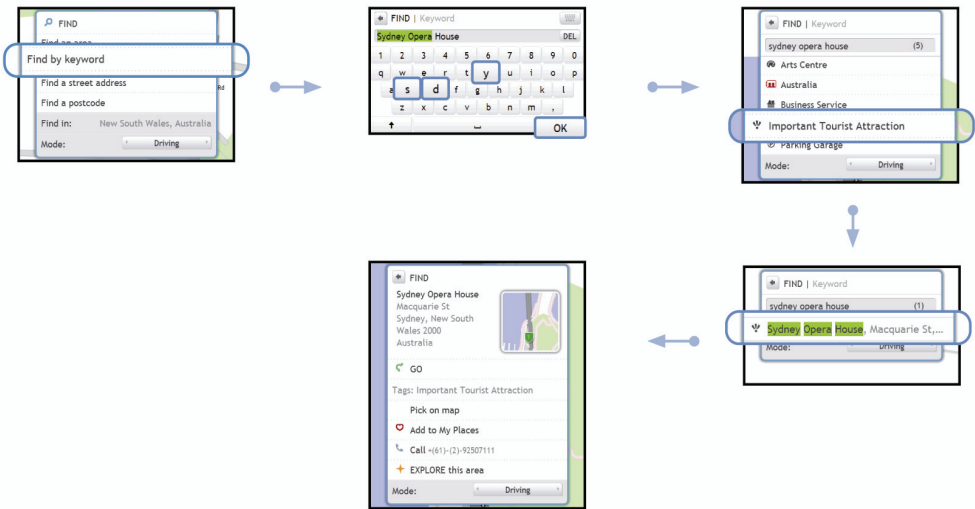 FIND
Find an area
Find by keyword
Find a street address
Find a postcode
Find in: New South Wales, Australia
Mode: Driving
Rd
FIND | Keyword
Sydney Opera House DEL
1 2 3 4 5 6 7 8 9 0
q w e r t y u i o p
a s d f g h j k l
z x c v b n m ,
OK
FIND | Keyword
sydney opera house (5)
Arts Centre
Australia
Business Service
Important Tourist Attraction
Parking Garage
Mode: Driving
FIND | Keyword
sydney opera house (1)
Sydney Opera House, Macquarie St,...
Mode: Driving
FIND
Sydney Opera House
Macquarie St
Sydney, New South
Wales 2000
Australia
GO
Tags: Important Tourist Attraction
Pick on map
Add to My Places
Call +(61)-(2)-92507111
EXPLORE this area
Mode: Driving